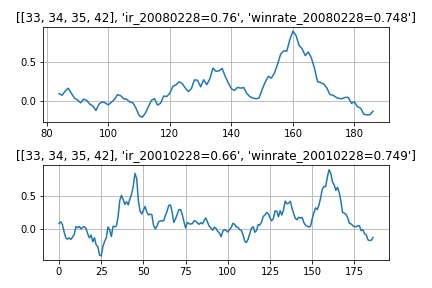 [[33, 34, 35, 42], 'ir_20080228=0.76', 'winrate_20080228=0.748']
0.5
0.0
80 100 120 140 160 180
[[33, 34, 35, 42], 'ir_20010228=0.66', 'winrate_20010228=0.749']
0.5
0.0
0 25 50 75 100 125 150 175